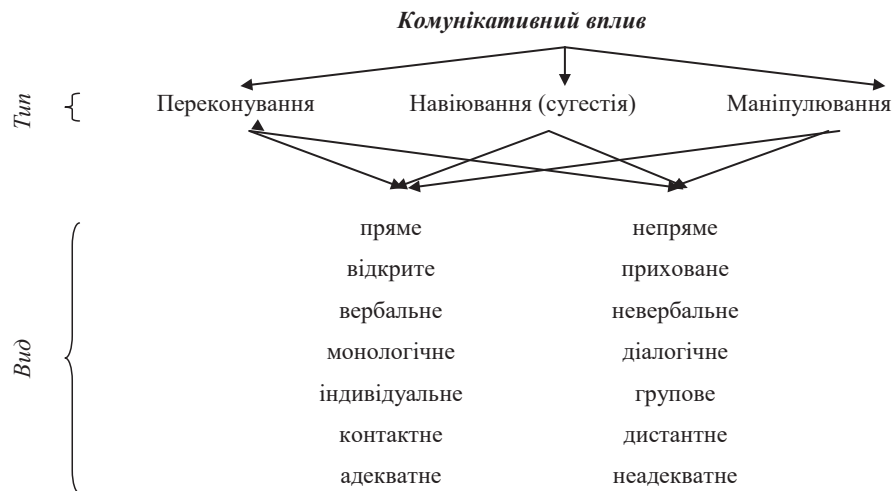 Комунікативний вплив
Тип
Переконування Навіювання (сугестія) Маніпулювання
Вид
пряме непряме
відкрите приховане
вербальне невербальне
монологічне діалогічне
індивідуальне групове
контактне дистантне
адекватне неадекватне